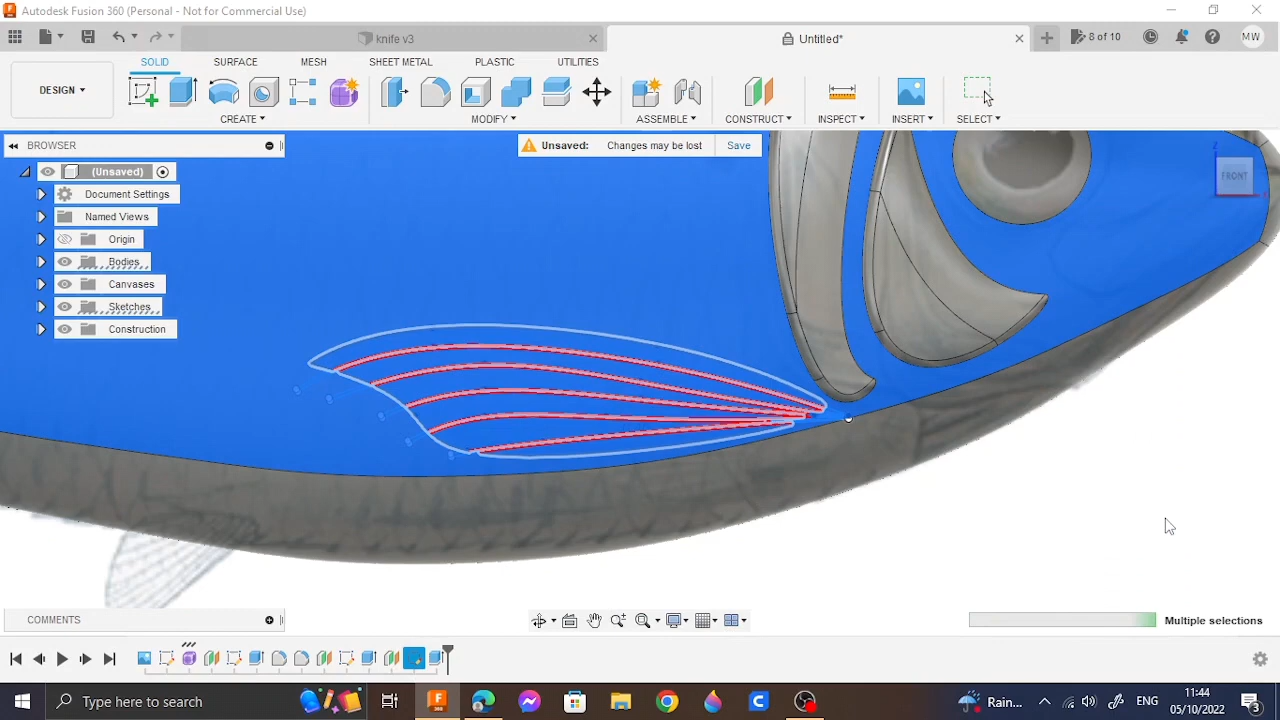 Autodesk Fusion 360 (Personal - Not for Commercial Use)
knife v3
Untitled*
8 of 10
MW
SOLID SURFACE MESH SHEET METAL PLASTIC UTILITIES
DESIGN
CREATE MODIFY ASSEMBLE CONSTRUCT INSPECT INSERT SELECT
BROWSER
Unsaved: Changes may be lost Save
(Unsaved)
FRONT
Document Settings
Named Views
Origin
Bodies
Canvases
Sketches
Construction
COMMENTS
Multiple selections
Type here to search
Rain...
ENG
11:44
05/10/2022
3